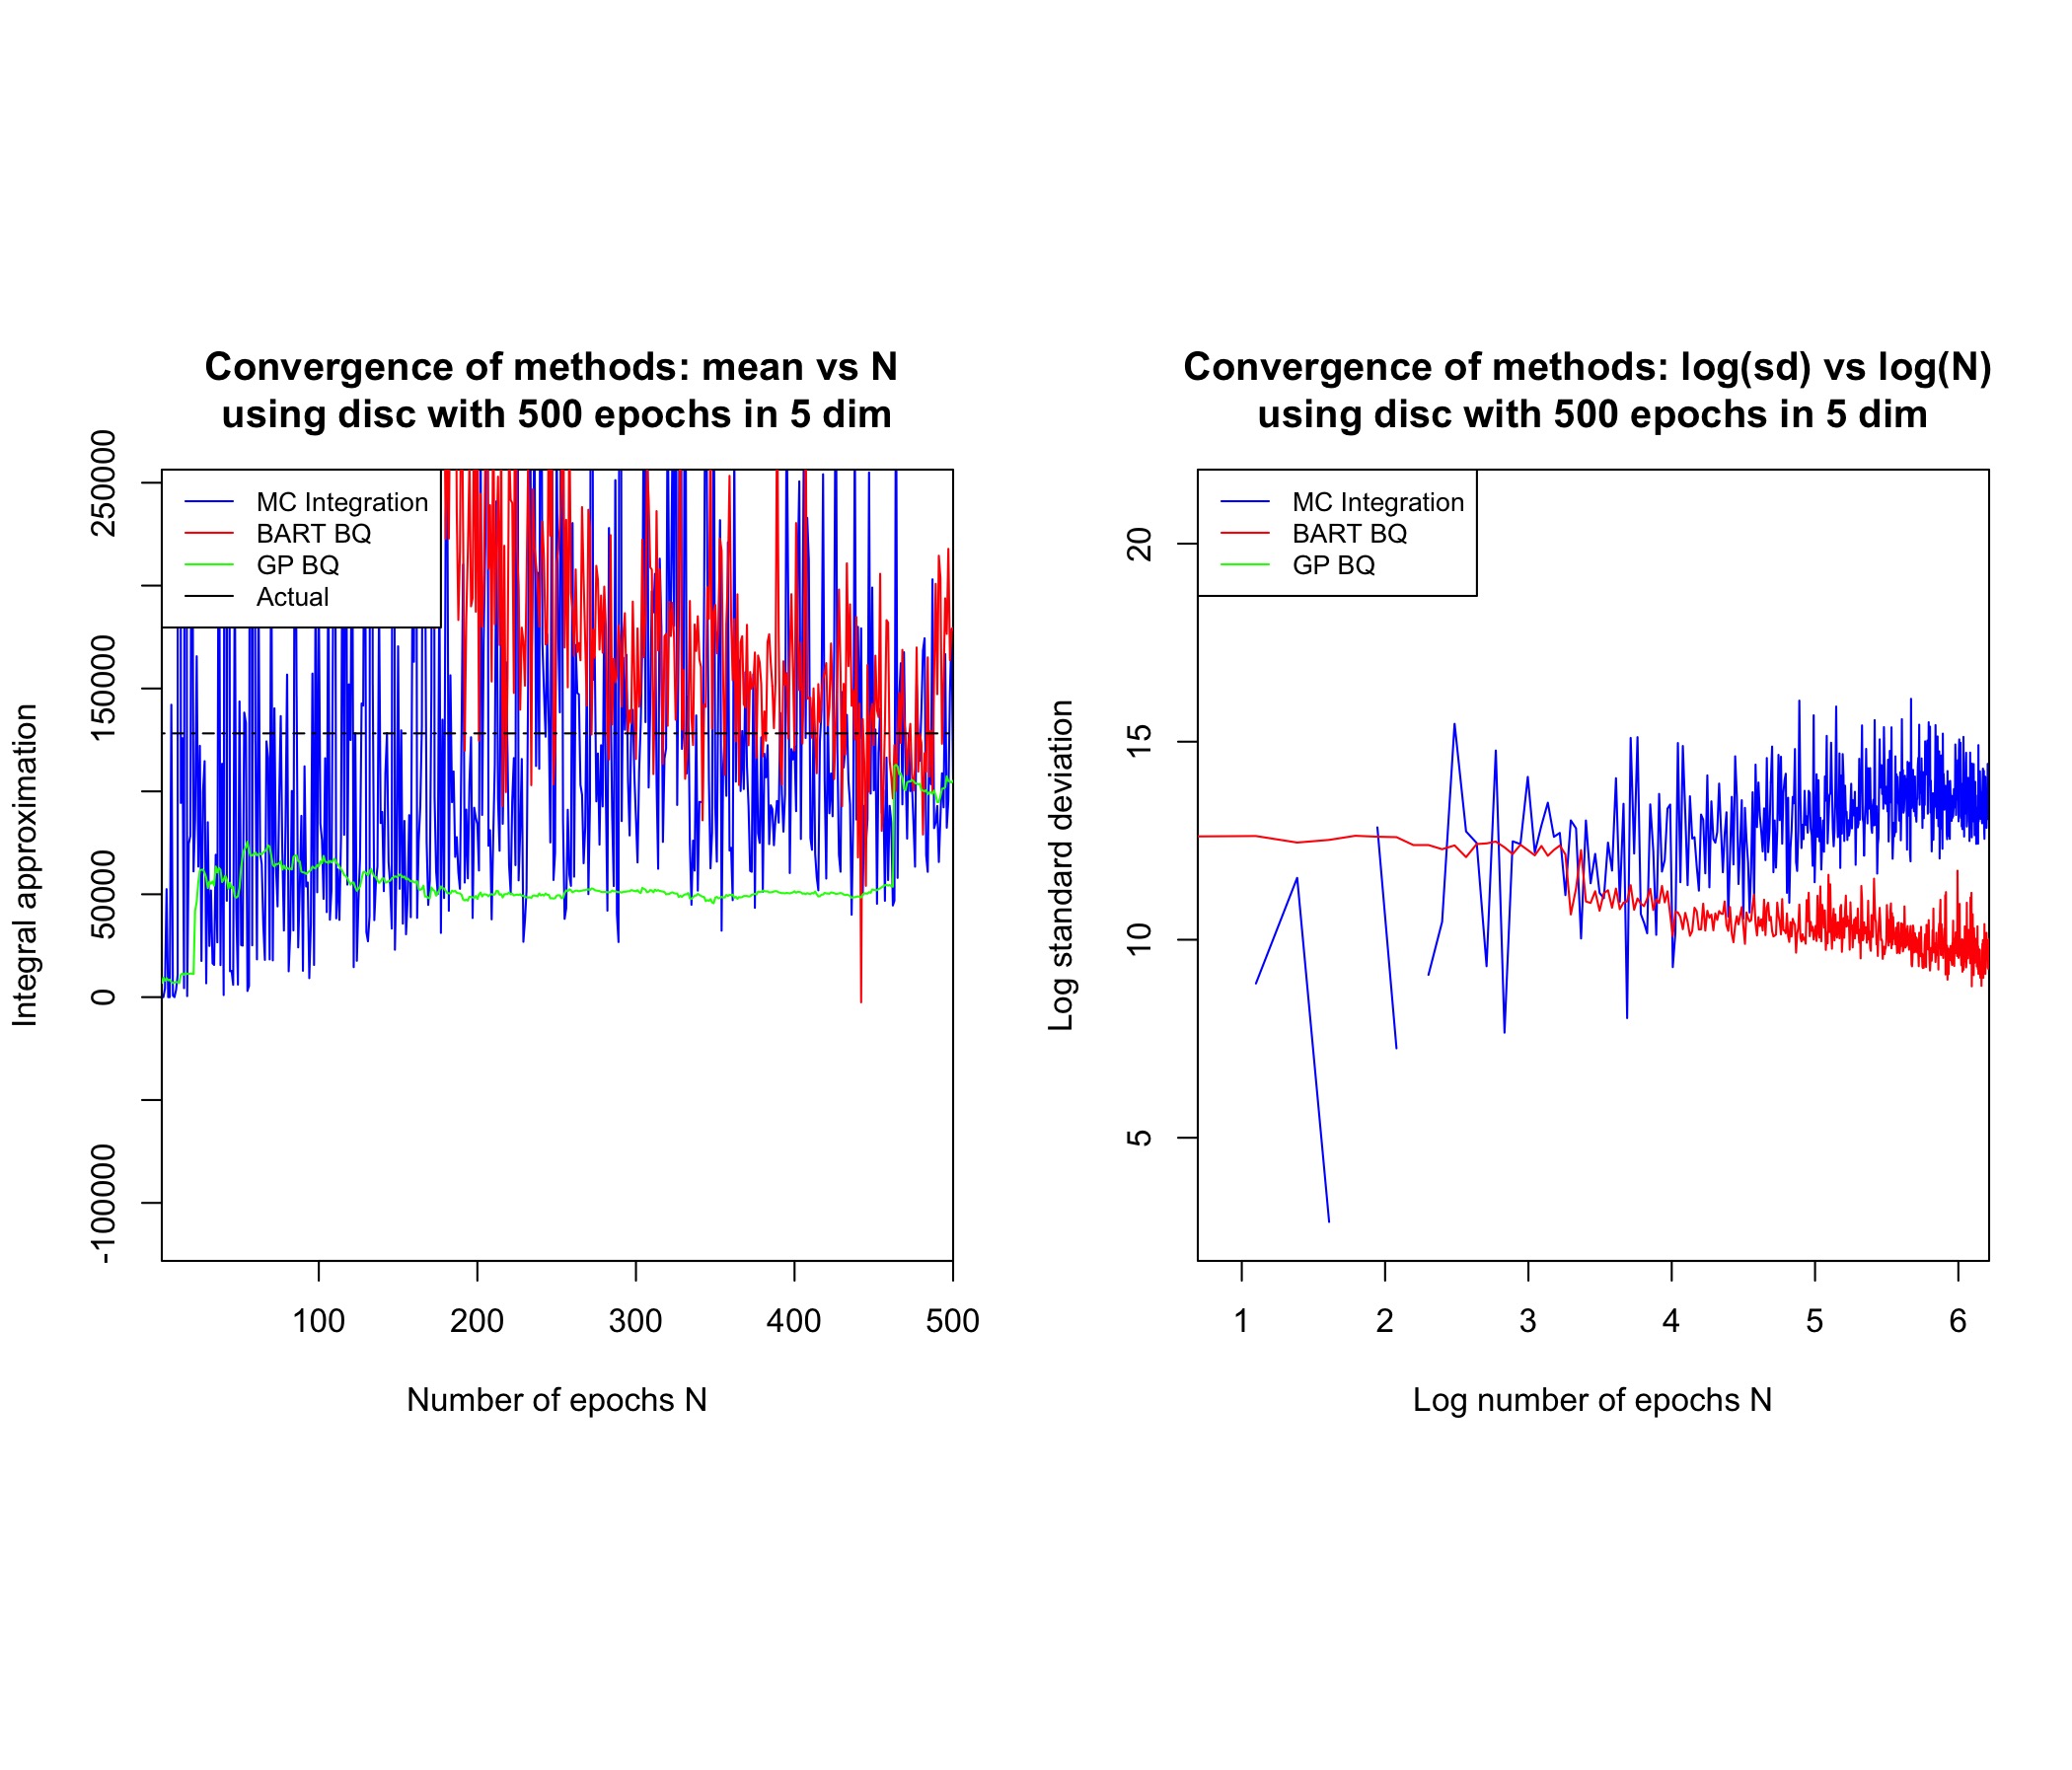 Convergence of methods: mean vs N
using disc with 500 epochs in 5 dim
MC Integration
BART BQ
GP BQ
Actual
Integral approximation
-100000
0
50000
150000
250000
100
200
300
400
500
Number of epochs N
Convergence of methods: log(sd) vs log(N)
using disc with 500 epochs in 5 dim
MC Integration
BART BQ
GP BQ
Log standard deviation
5
10
15
20
1
2
3
4
5
6
Log number of epochs N